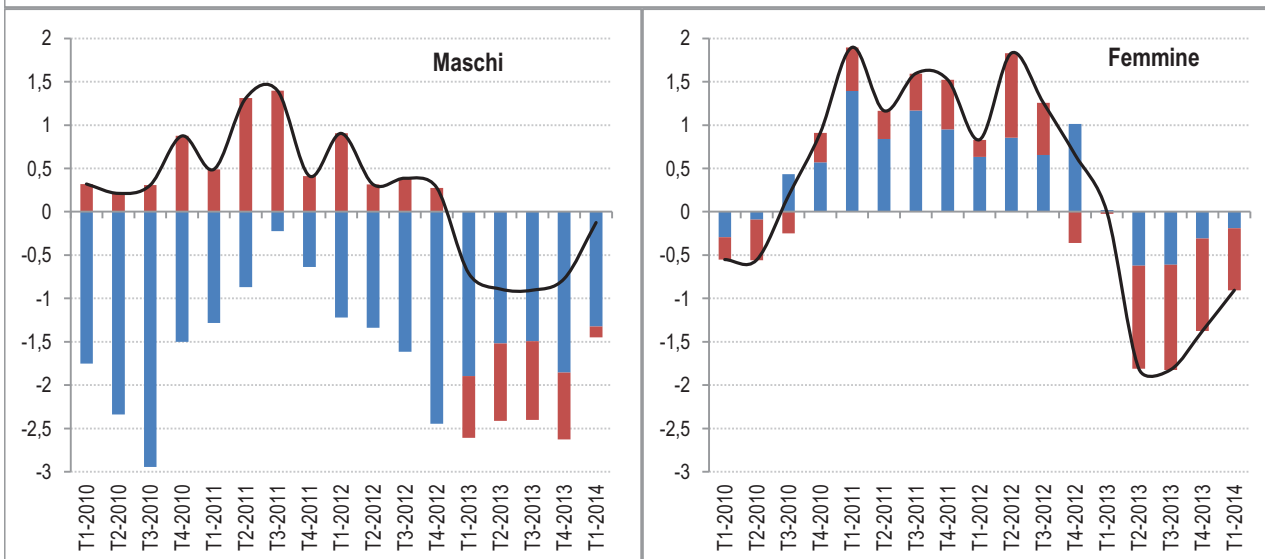 Maschi
2
1,5
1
0,5
0
-0,5
-1
-1,5
-2
-2,5
-3
T1-2010
T2-2010
T3-2010
T4-2010
T1-2011
T2-2011
T3-2011
T4-2011
T1-2012
T2-2012
T3-2012
T4-2012
T1-2013
T2-2013
T3-2013
T4-2013
T1-2014
Femmine
2
1,5
1
0,5
0
-0,5
-1
-1,5
-2
-2,5
-3
T1-2010
T2-2010
T3-2010
T4-2010
T1-2011
T2-2011
T3-2011
T4-2011
T1-2012
T2-2012
T3-2012
T4-2012
T1-2013
T2-2013
T3-2013
T4-2013
T1-2014